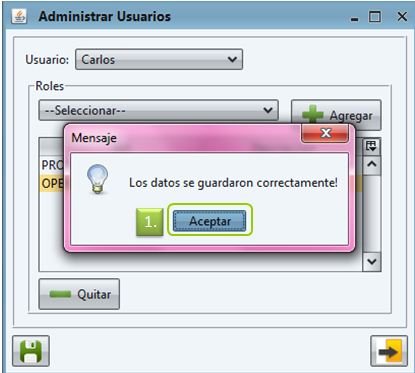 Administrar Usuarios
Usuario: Carlos
Roles
--Seleccionar--
Agregar
Mensaje
PRO
OPE
Los datos se guardaron correctamente!
1. Aceptar
Quitar